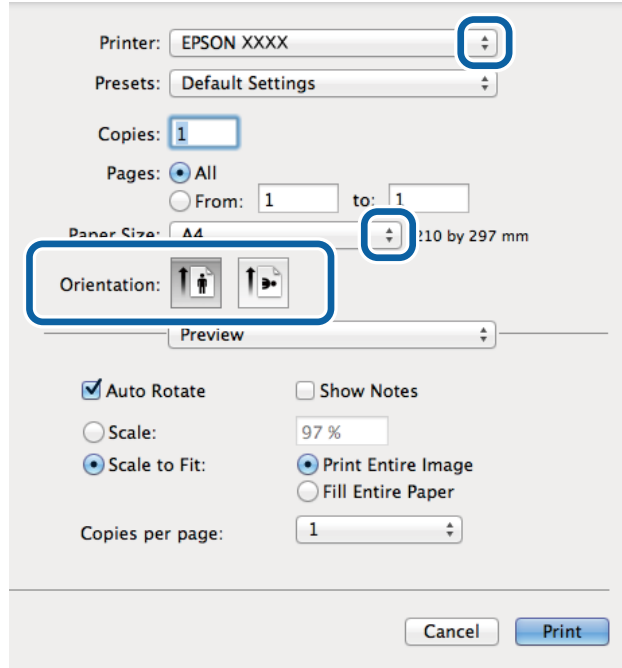 Printer: EPSON XXXX
Presets: Default Settings
Copies: 1
Pages: All
From: 1 to: 1
Paper Size: A4 210 by 297 mm
Orientation:
Preview
Auto Rotate Show Notes
Scale: 97 %
Scale to Fit: Print Entire Image
Fill Entire Paper
Copies per page: 1
Cancel Print